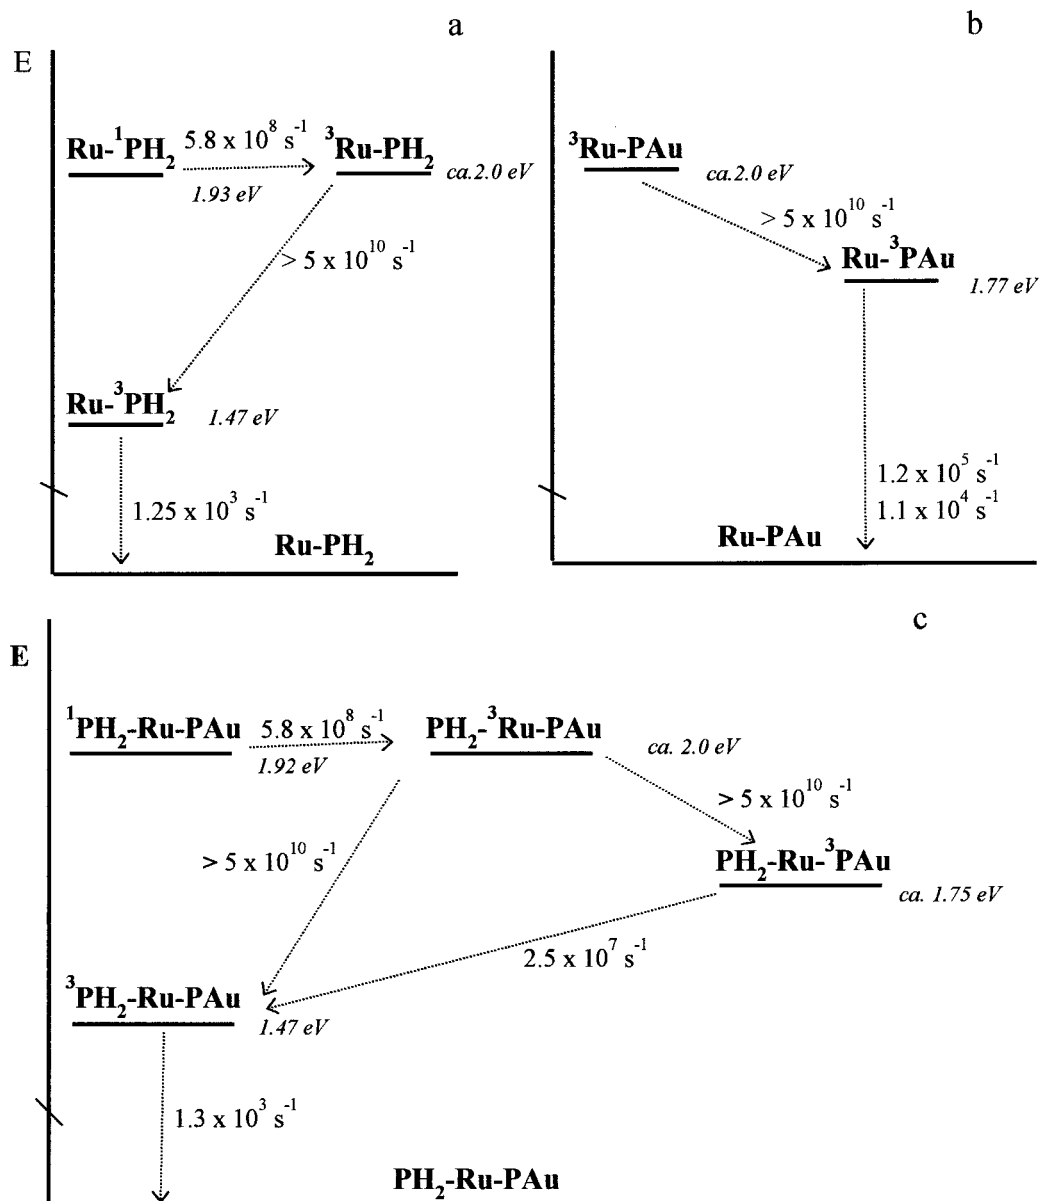 a
b
E
Ru-¹PH₂
5.8 x 10⁸ s⁻¹
³Ru-PH₂
1.93 eV
ca.2.0 eV
> 5 x 10¹⁰ s⁻¹
Ru-³PH₂
1.47 eV
1.25 x 10³ s⁻¹
Ru-PH₂
³Ru-PAu
ca.2.0 eV
> 5 x 10¹⁰ s⁻¹
Ru-³PAu
1.77 eV
1.2 x 10⁵ s⁻¹
1.1 x 10⁴ s⁻¹
Ru-PAu
c
E
¹PH₂-Ru-PAu
5.8 x 10⁸ s⁻¹
PH₂-³Ru-PAu
1.92 eV
ca. 2.0 eV
> 5 x 10¹⁰ s⁻¹
> 5 x 10¹⁰ s⁻¹
PH₂-Ru-³PAu
ca. 1.75 eV
2.5 x 10⁷ s⁻¹
³PH₂-Ru-PAu
1.47 eV
1.3 x 10³ s⁻¹
PH₂-Ru-PAu